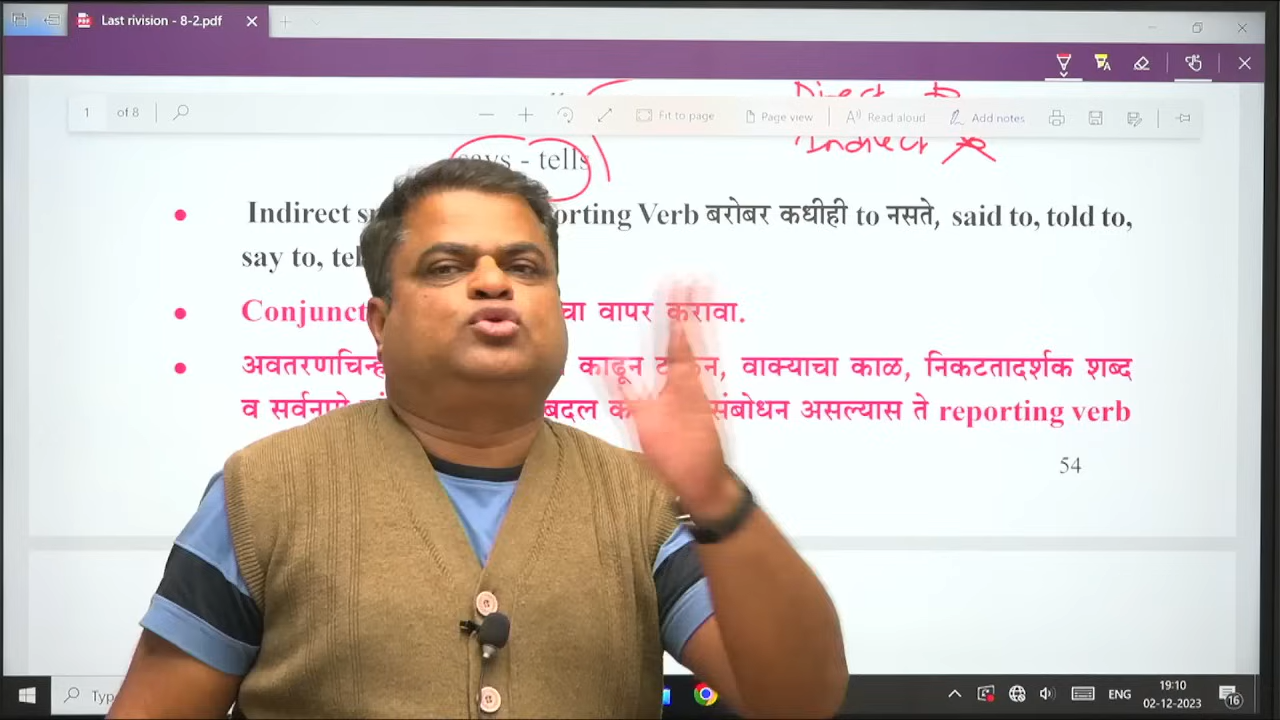 Last rivision - 8-2.pdf
1 of 8
Fit to page
Page view
Read aloud
Add notes
Direct
Indirect
says - tells
Indirect orting Verb बरोबर कधीही to नसते, said to, told to,
say to, tel
Conjunct चा वापर करावा.
अवतरणचिन्ह काढून वाक्याचा काळ, निकटतादर्शक शब्द
व सर्वनामे बदल संबोधन असल्यास ते reporting verb
54
Typ
ENG
19:10
02-12-2023
16